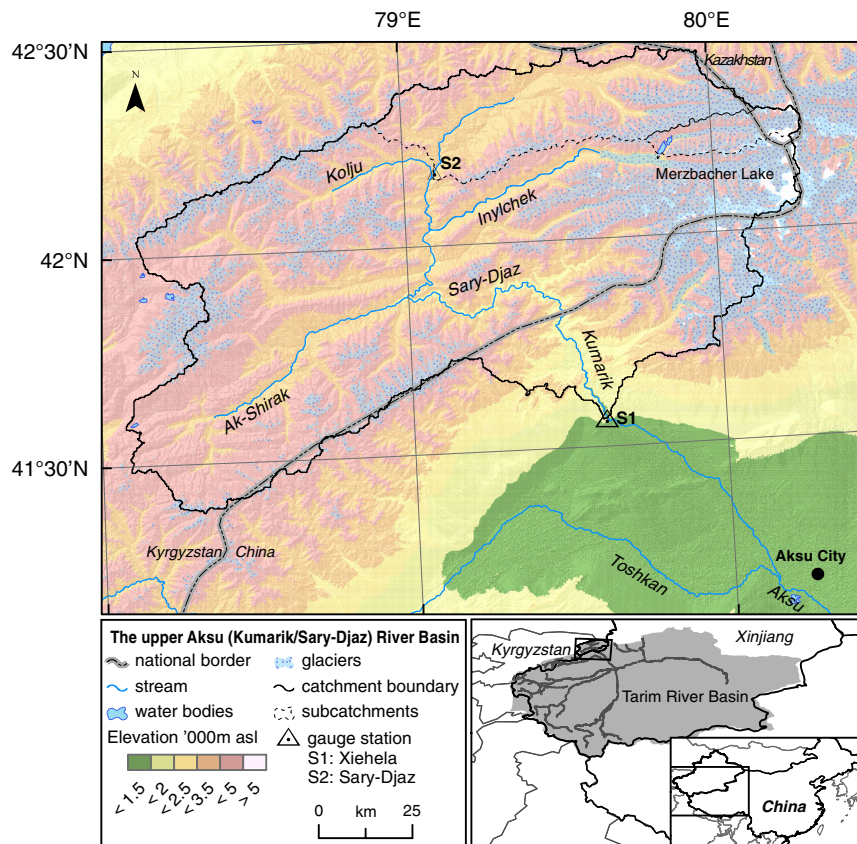 79°E
80°E
42°30'N
Kazakhstan
N
S2
Kolju
Merzbacher Lake
Inylchek
42°N
Sary-Djaz
Kumarik
Ak-Shirak
S1
41°30'N
Kyrgyzstan
China
Aksu City
Toshkan
Aksu
The upper Aksu (Kumarik/Sary-Djaz) River Basin
national border
glaciers
stream
catchment boundary
water bodies
subcatchments
Elevation '000m asl
gauge station
S1: Xiehela
S2: Sary-Djaz
<1.5
<2
<2.5
<3.5
<5
>5
0 km 25
Kyrgyzstan
Xinjiang
Tarim River Basin
China